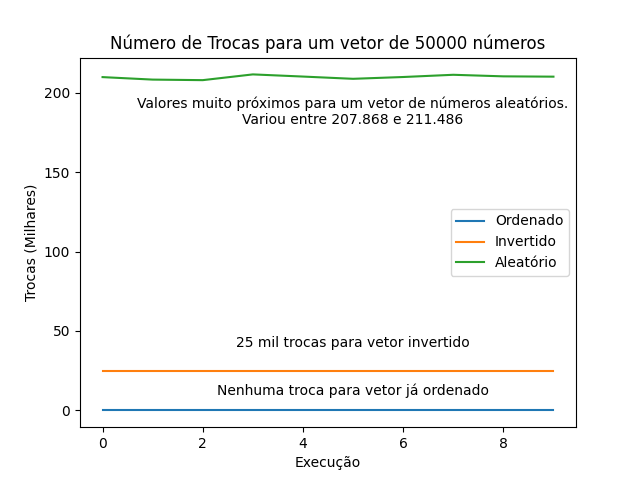 Número de Trocas para um vetor de 50000 números
Trocas (Milhares)
200
150
100
50
0
Valores muito próximos para um vetor de números aleatórios.
Variou entre 207.868 e 211.486
Ordenado
Invertido
Aleatório
25 mil trocas para vetor invertido
Nenhuma troca para vetor já ordenado
0
2
4
6
8
Execução